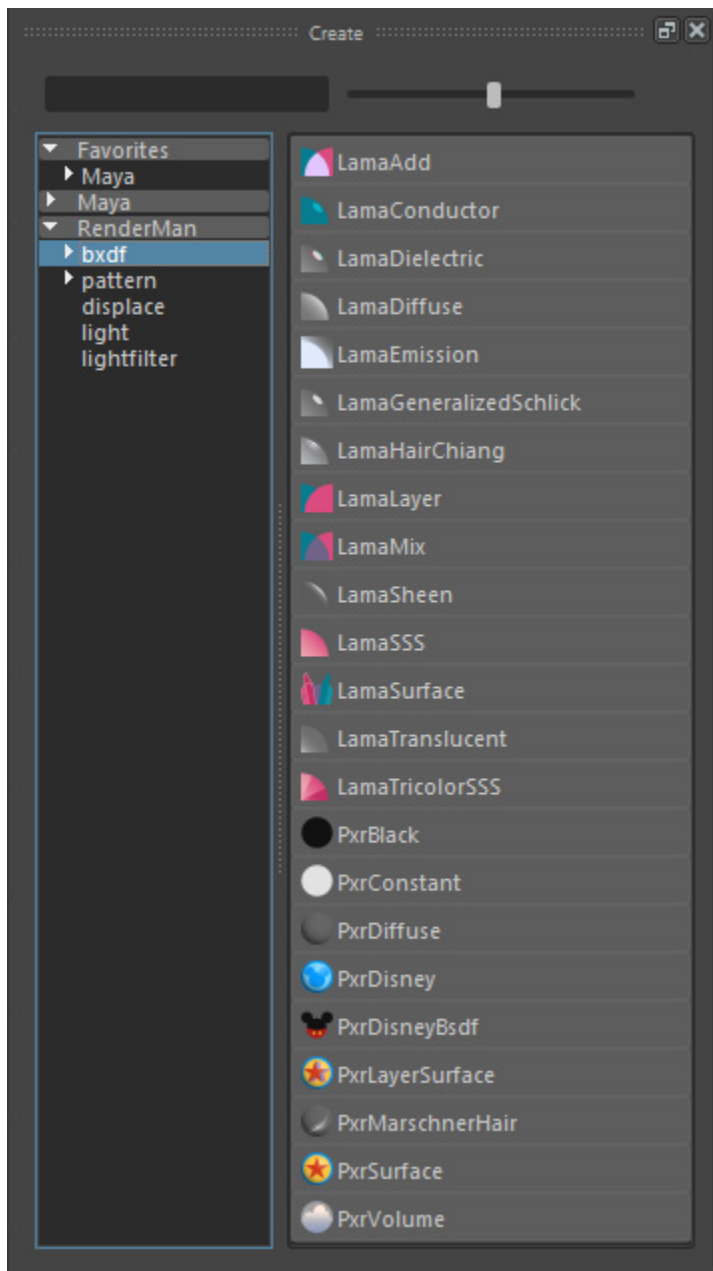 Create
Favorites
Maya
Maya
RenderMan
bxdf
pattern
displace
light
lightfilter
LamaAdd
LamaConductor
LamaDielectric
LamaDiffuse
LamaEmission
LamaGeneralizedSchlick
LamaHairChiang
LamaLayer
LamaMix
LamaSheen
LamaSSS
LamaSurface
LamaTranslucent
LamaTricolorSSS
PxrBlack
PxrConstant
PxrDiffuse
PxrDisney
PxrDisneyBsdf
PxrLayerSurface
PxrMarschnerHair
PxrSurface
PxrVolume